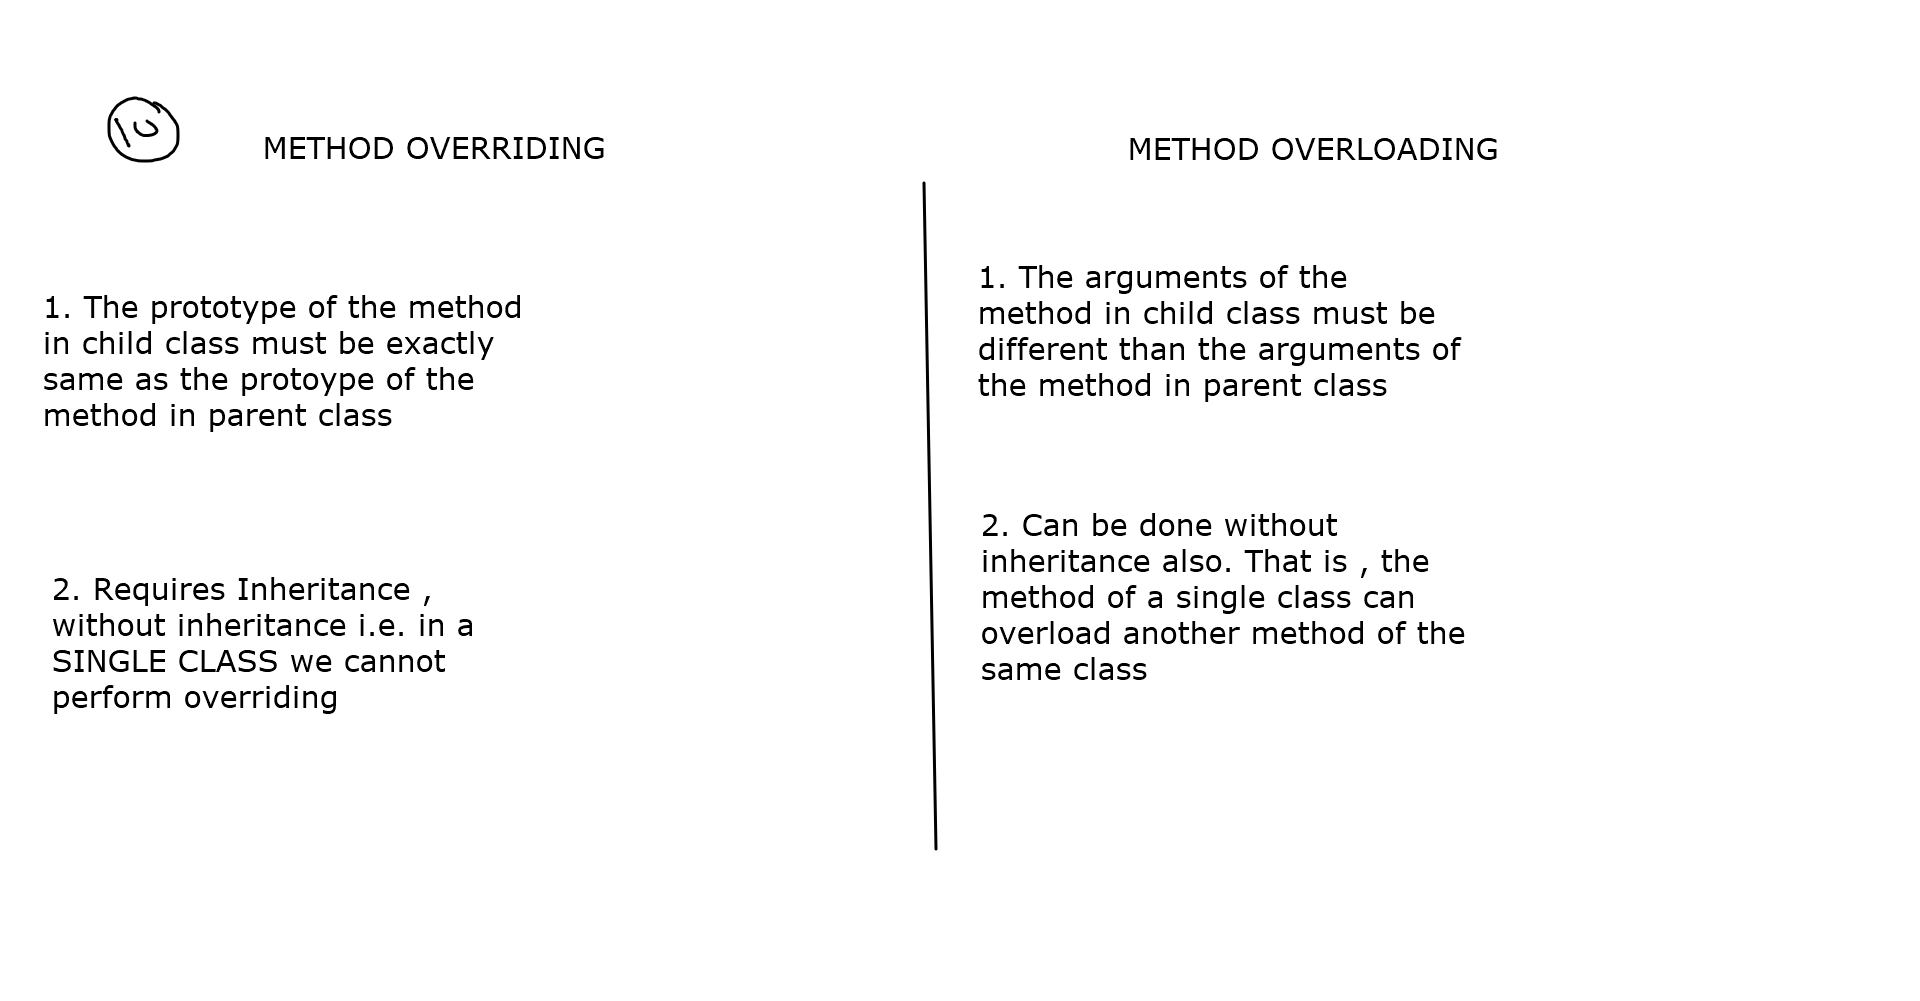 10
METHOD OVERRIDING
1. The prototype of the method
in child class must be exactly
same as the protoype of the
method in parent class
2. Requires Inheritance ,
without inheritance i.e. in a
SINGLE CLASS we cannot
perform overriding
METHOD OVERLOADING
1. The arguments of the
method in child class must be
different than the arguments of
the method in parent class
2. Can be done without
inheritance also. That is , the
method of a single class can
overload another method of the
same class